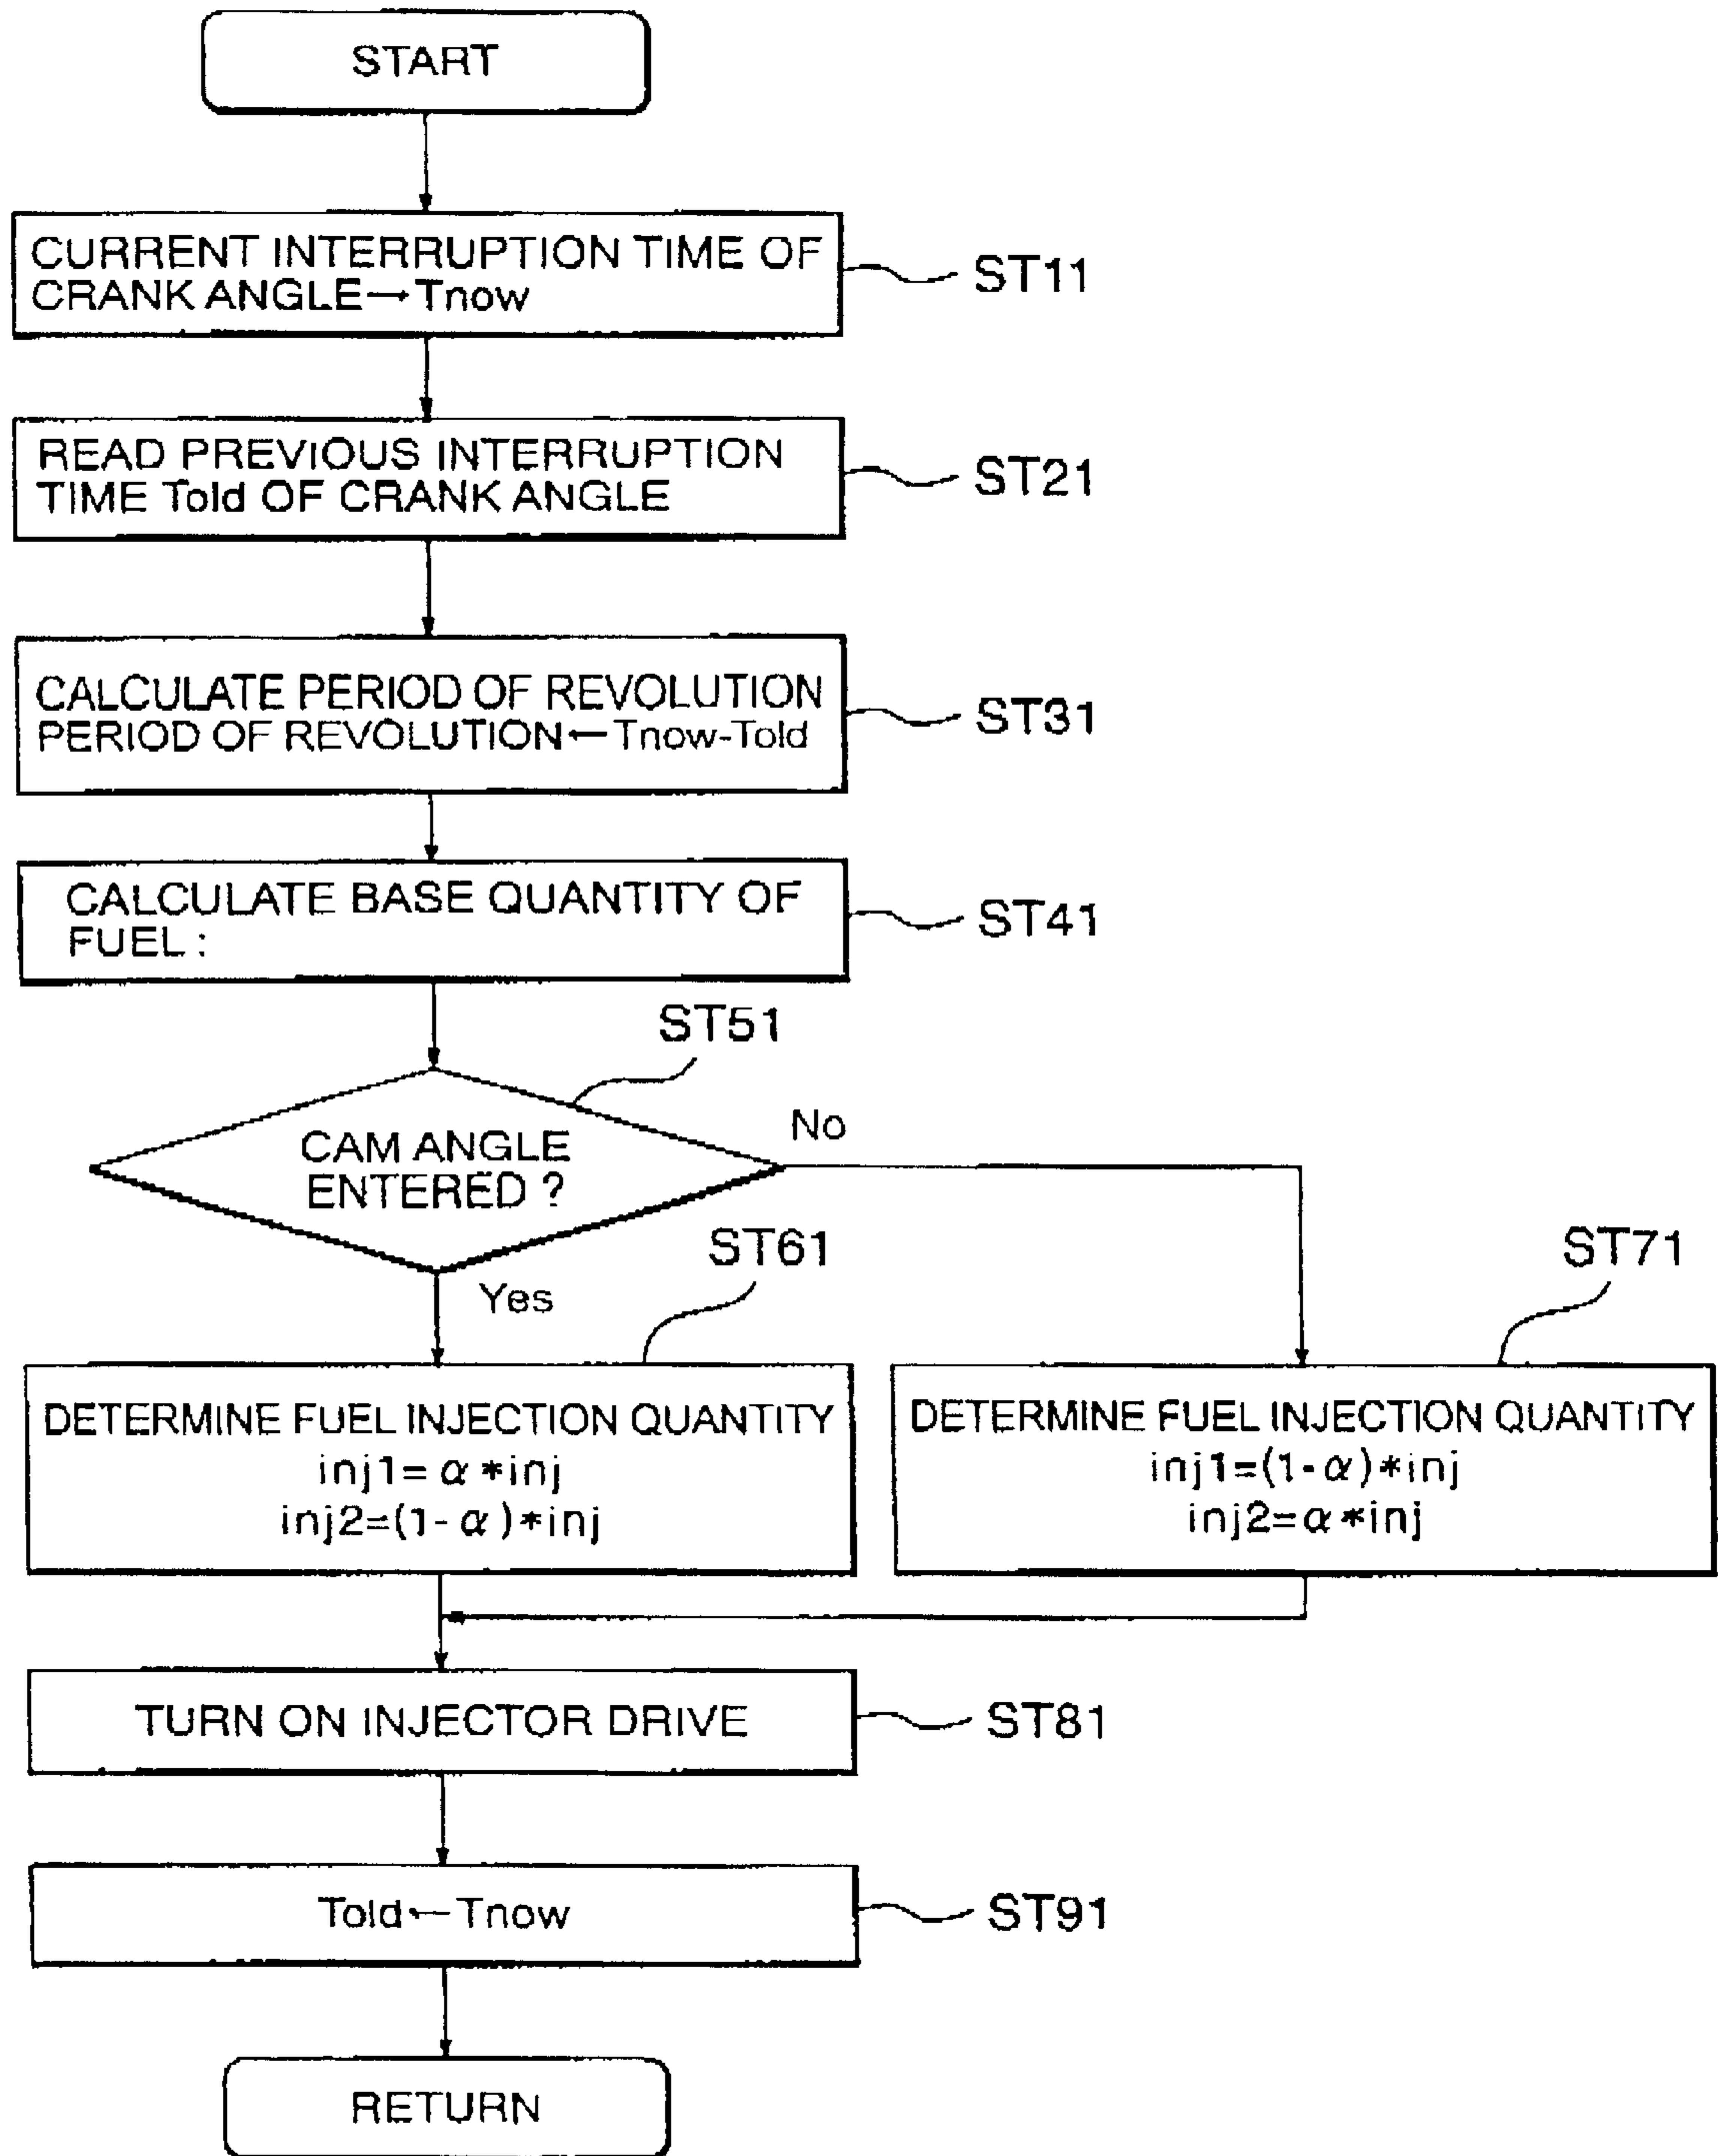 START
CURRENT INTERRUPTION TIME OF
CRANK ANGLE→Tnow
ST11
READ PREVIOUS INTERRUPTION
TIME Told OF CRANK ANGLE
ST21
CALCULATE PERIOD OF REVOLUTION
PERIOD OF REVOLUTION←Tnow-Told
ST31
CALCULATE BASE QUANTITY OF
FUEL :
ST41
ST51
CAM ANGLE
ENTERED ?
No
Yes
ST61
DETERMINE FUEL INJECTION QUANTITY
inj1= α*inj
inj2=(1-α)*inj
ST71
DETERMINE FUEL INJECTION QUANTITY
inj1=(1-α)*inj
inj2=α*inj
TURN ON INJECTOR DRIVE
ST81
Told←Tnow
ST91
RETURN